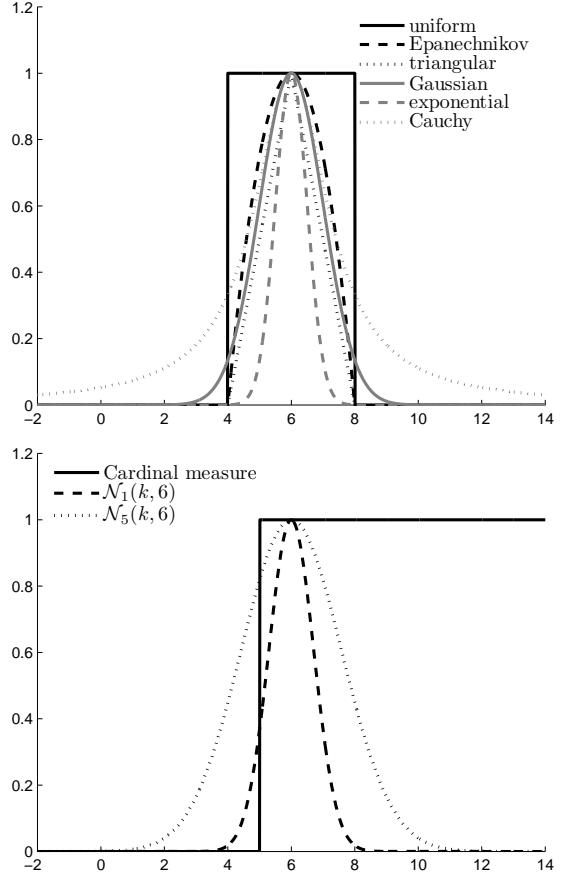 1.2
uniform
Epanechnikov
triangular
Gaussian
exponential
Cauchy
1
0.8
0.6
0.4
0.2
0
−2 0 2 4 6 8 10 12 14
1.2
Cardinal measure
𝒩₁(k, 6)
𝒩₅(k, 6)
1
0.8
0.6
0.4
0.2
0
−2 0 2 4 6 8 10 12 14